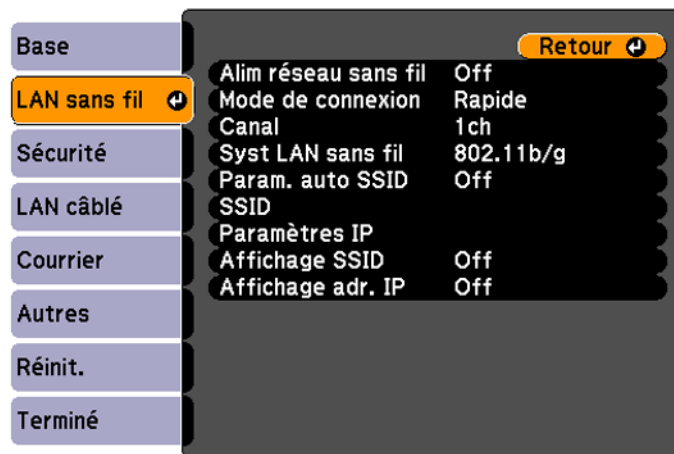 Base
LAN sans fil
Sécurité
LAN câblé
Courrier
Autres
Réinit.
Terminé
Retour
Alim réseau sans fil Off
Mode de connexion Rapide
Canal 1ch
Syst LAN sans fil 802.11b/g
Param. auto SSID Off
SSID
Paramètres IP
Affichage SSID Off
Affichage adr. IP Off